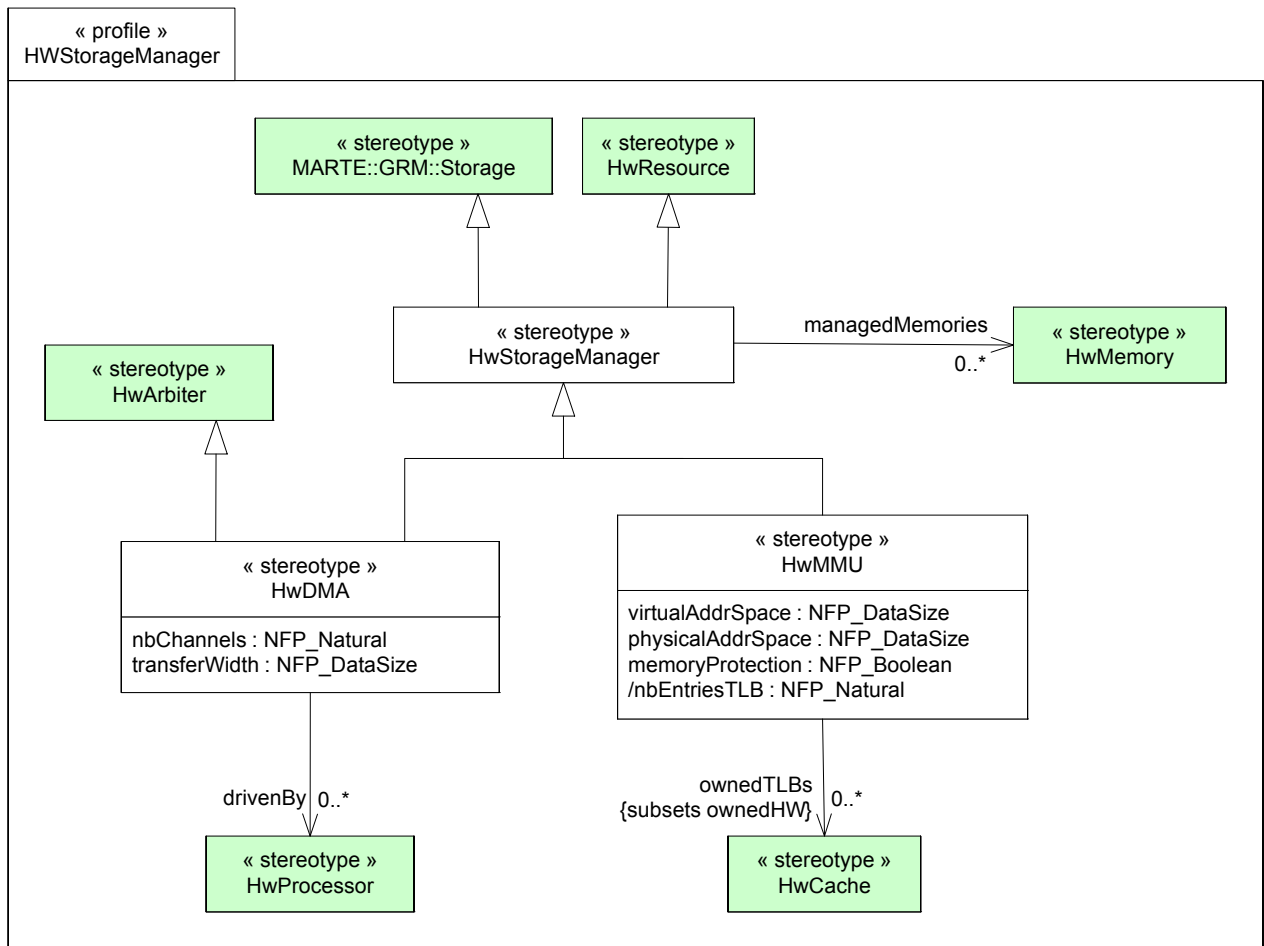 « profile »
HWStorageManager
« stereotype »
MARTE::GRM::Storage
« stereotype »
HwResource
« stereotype »
HwStorageManager
managedMemories
0..*
« stereotype »
HwMemory
« stereotype »
HwArbiter
« stereotype »
HwDMA
nbChannels : NFP_Natural
transferWidth : NFP_DataSize
« stereotype »
HwMMU
virtualAddrSpace : NFP_DataSize
physicalAddrSpace : NFP_DataSize
memoryProtection : NFP_Boolean
/nbEntriesTLB : NFP_Natural
drivenBy
0..*
ownedTLBs
{subsets ownedHW}
0..*
« stereotype »
HwProcessor
« stereotype »
HwCache